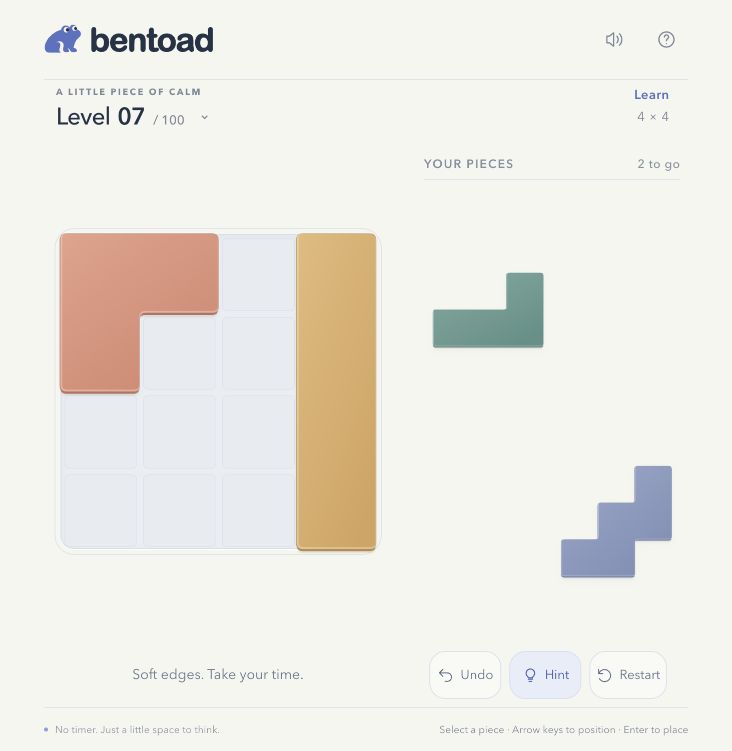 bentoad
A LITTLE PIECE OF CALM
Level 07 / 100
Learn
4 × 4
YOUR PIECES
2 to go
Soft edges. Take your time.
Undo
Hint
Restart
No timer. Just a little space to think.
Select a piece · Arrow keys to position · Enter to place